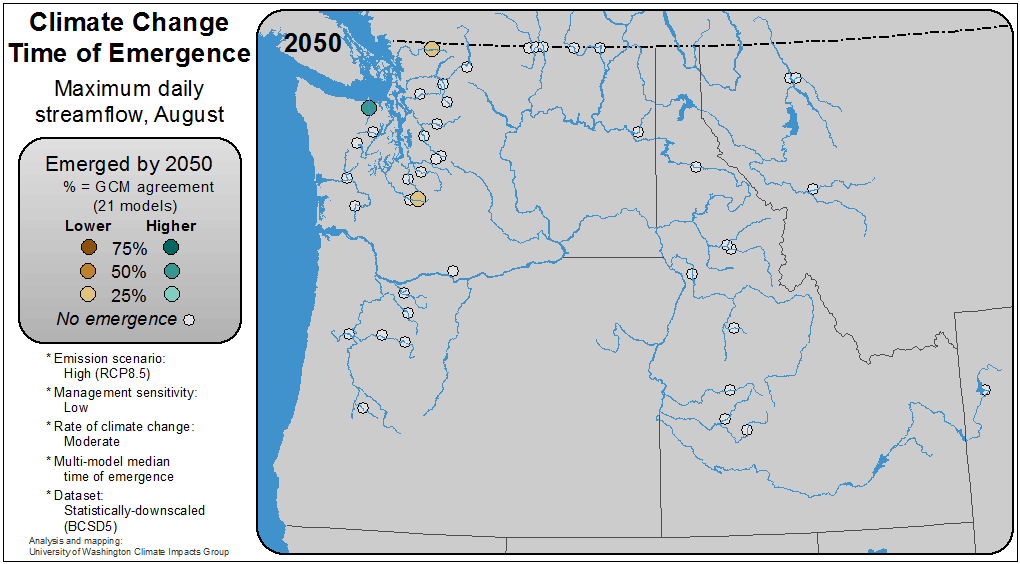 Climate Change
Time of Emergence
Maximum daily
streamflow, August
Emerged by 2050
% = GCM agreement
(21 models)
Lower Higher
75%
50%
25%
No emergence
* Emission scenario:
High (RCP8.5)
* Management sensitivity:
Low
* Rate of climate change:
Moderate
* Multi-model median
time of emergence
* Dataset:
Statistically-downscaled
(BCSD5)
Analysis and mapping:
University of Washington Climate Impacts Group
2050